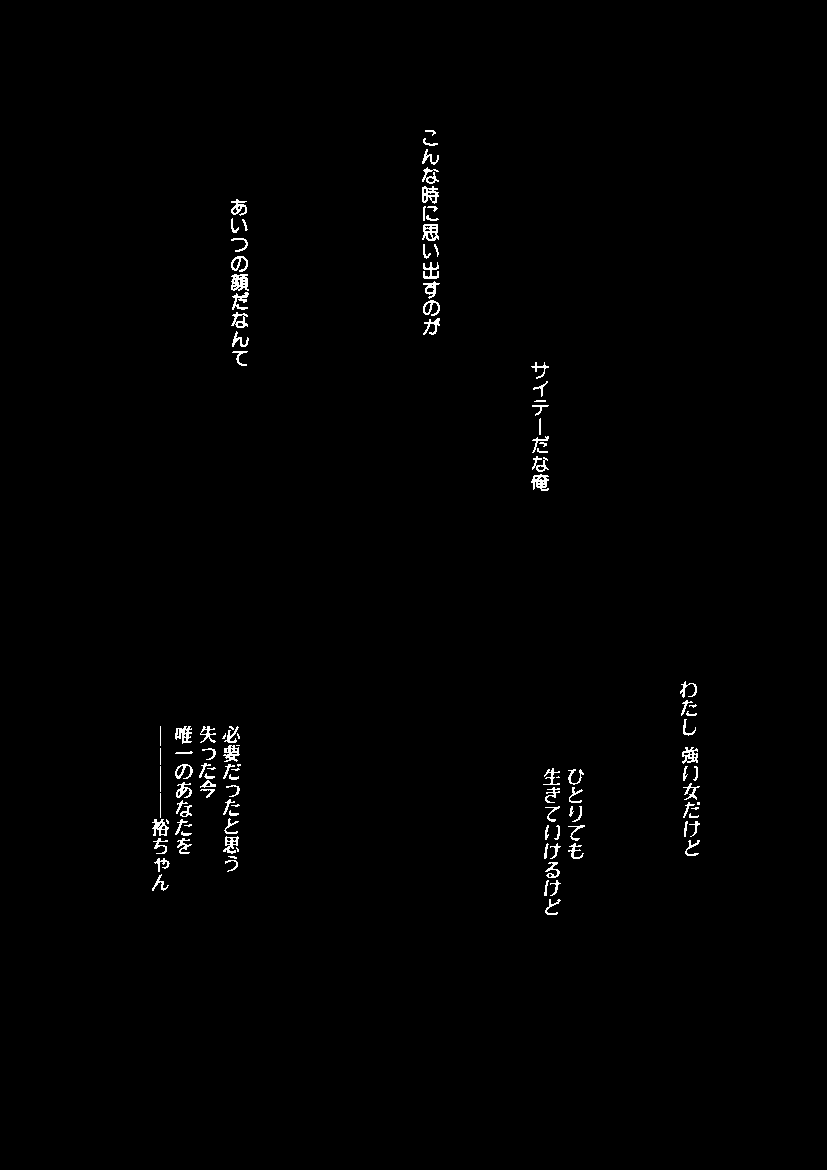 サイテーだな俺
こんな時に思い出すのが
あいつの顔だなんて
わたし 強い女だけど
ひとりでも
生きていけるけど
必要だったと思う
失った今
唯一のあなたを
――――裕ちゃん